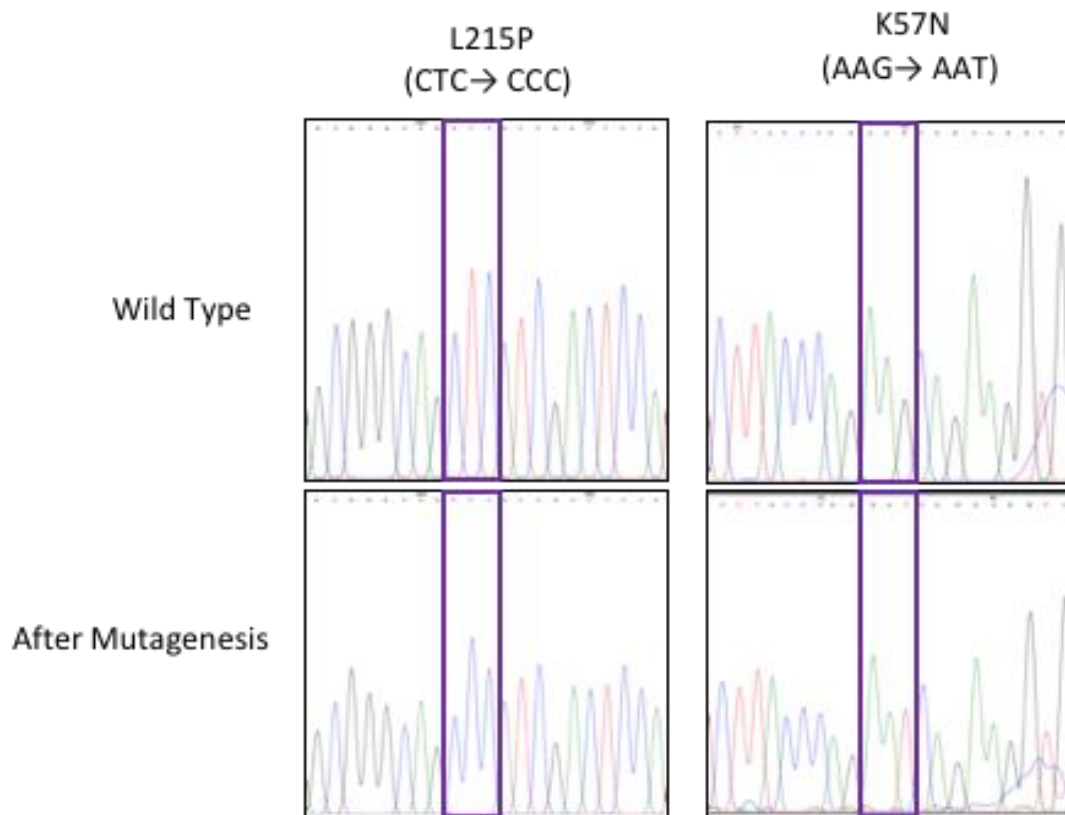 L215P
(CTC→ CCC)
K57N
(AAG→ AAT)
Wild Type
After Mutagenesis